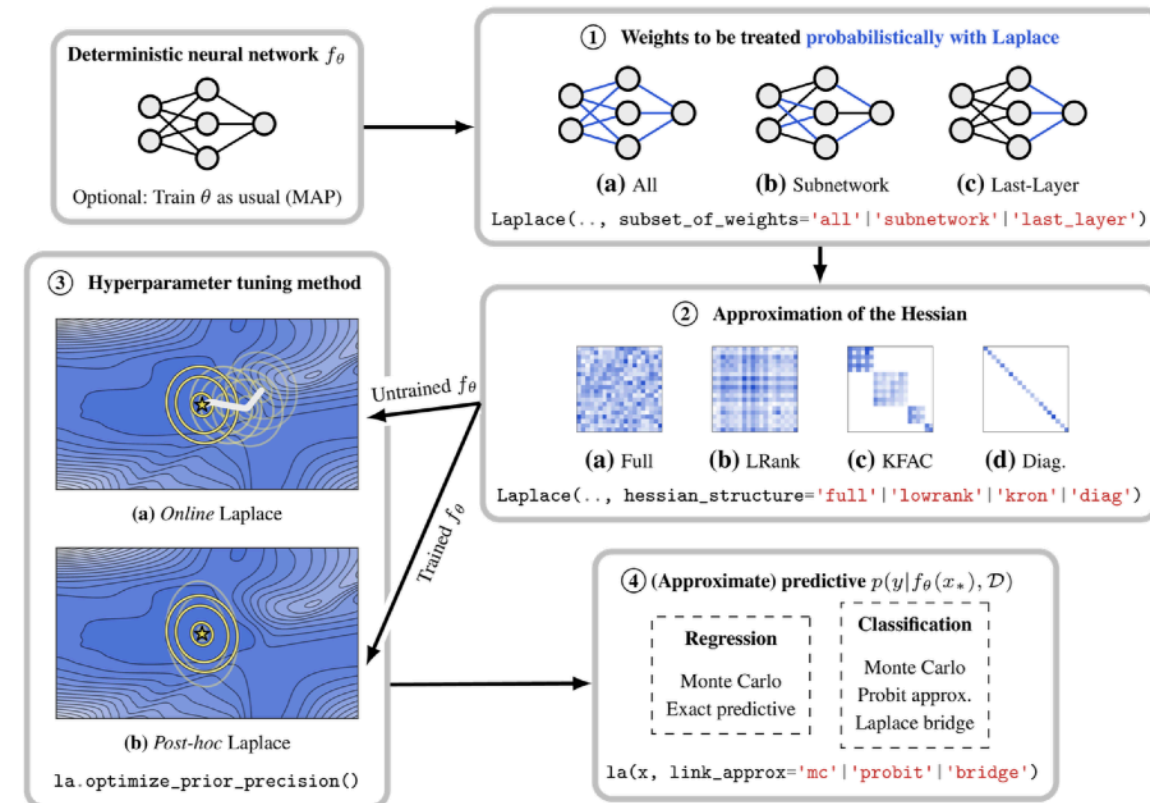 Deterministic neural network fθ
Optional: Train θ as usual (MAP)
① Weights to be treated probabilistically with Laplace
(a) All (b) Subnetwork (c) Last-Layer
Laplace(.., subset_of_weights='all'|'subnetwork'|'last_layer')
② Approximation of the Hessian
(a) Full (b) LRank (c) KFAC (d) Diag.
Laplace(.., hessian_structure='full'|'lowrank'|'kron'|'diag')
Untrained fθ
Trained fθ
③ Hyperparameter tuning method
(a) Online Laplace
(b) Post-hoc Laplace
la.optimize_prior_precision()
④ (Approximate) predictive p(y|fθ(x*), D)
Regression
Monte Carlo
Exact predictive
Classification
Monte Carlo
Probit approx.
Laplace bridge
la(x, link_approx='mc'|'probit'|'bridge')